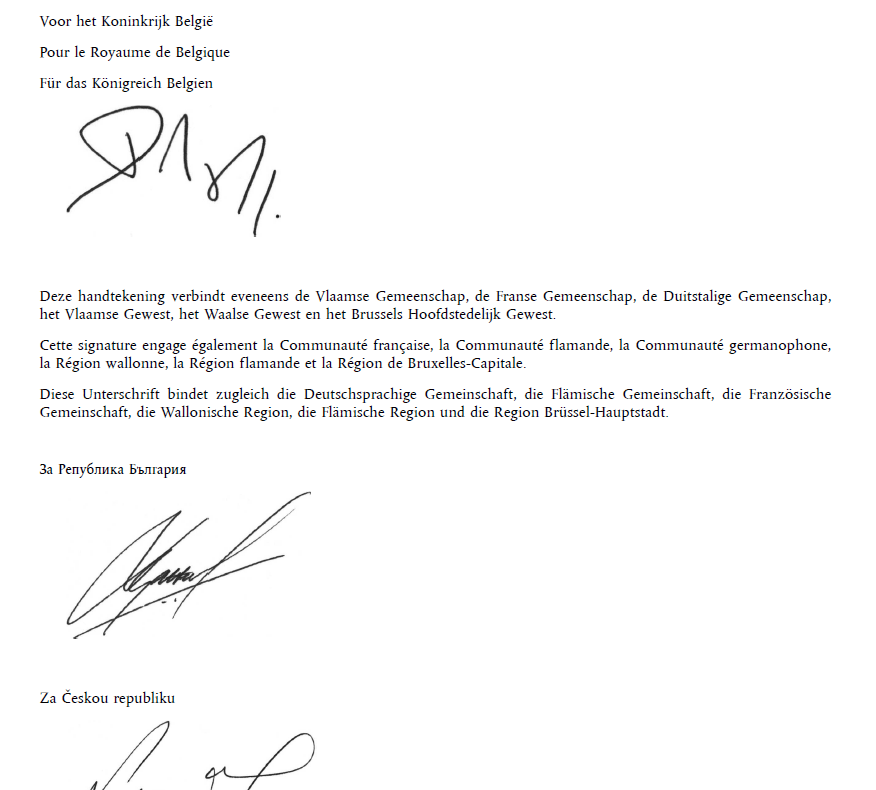 Voor het Koninkrijk België
Pour le Royaume de Belgique
Für das Königreich Belgien
Deze handtekening verbindt eveneens de Vlaamse Gemeenschap, de Franse Gemeenschap, de Duitstalige Gemeenschap,
het Vlaamse Gewest, het Waalse Gewest en het Brussels Hoofdstedelijk Gewest.
Cette signature engage également la Communauté française, la Communauté flamande, la Communauté germanophone,
la Région wallonne, la Région flamande et la Région de Bruxelles-Capitale.
Diese Unterschrift bindet zugleich die Deutschsprachige Gemeinschaft, die Flämische Gemeinschaft, die Französische
Gemeinschaft, die Wallonische Region, die Flämische Region und die Region Brüssel-Hauptstadt.
За Република България
Za Českou republiku